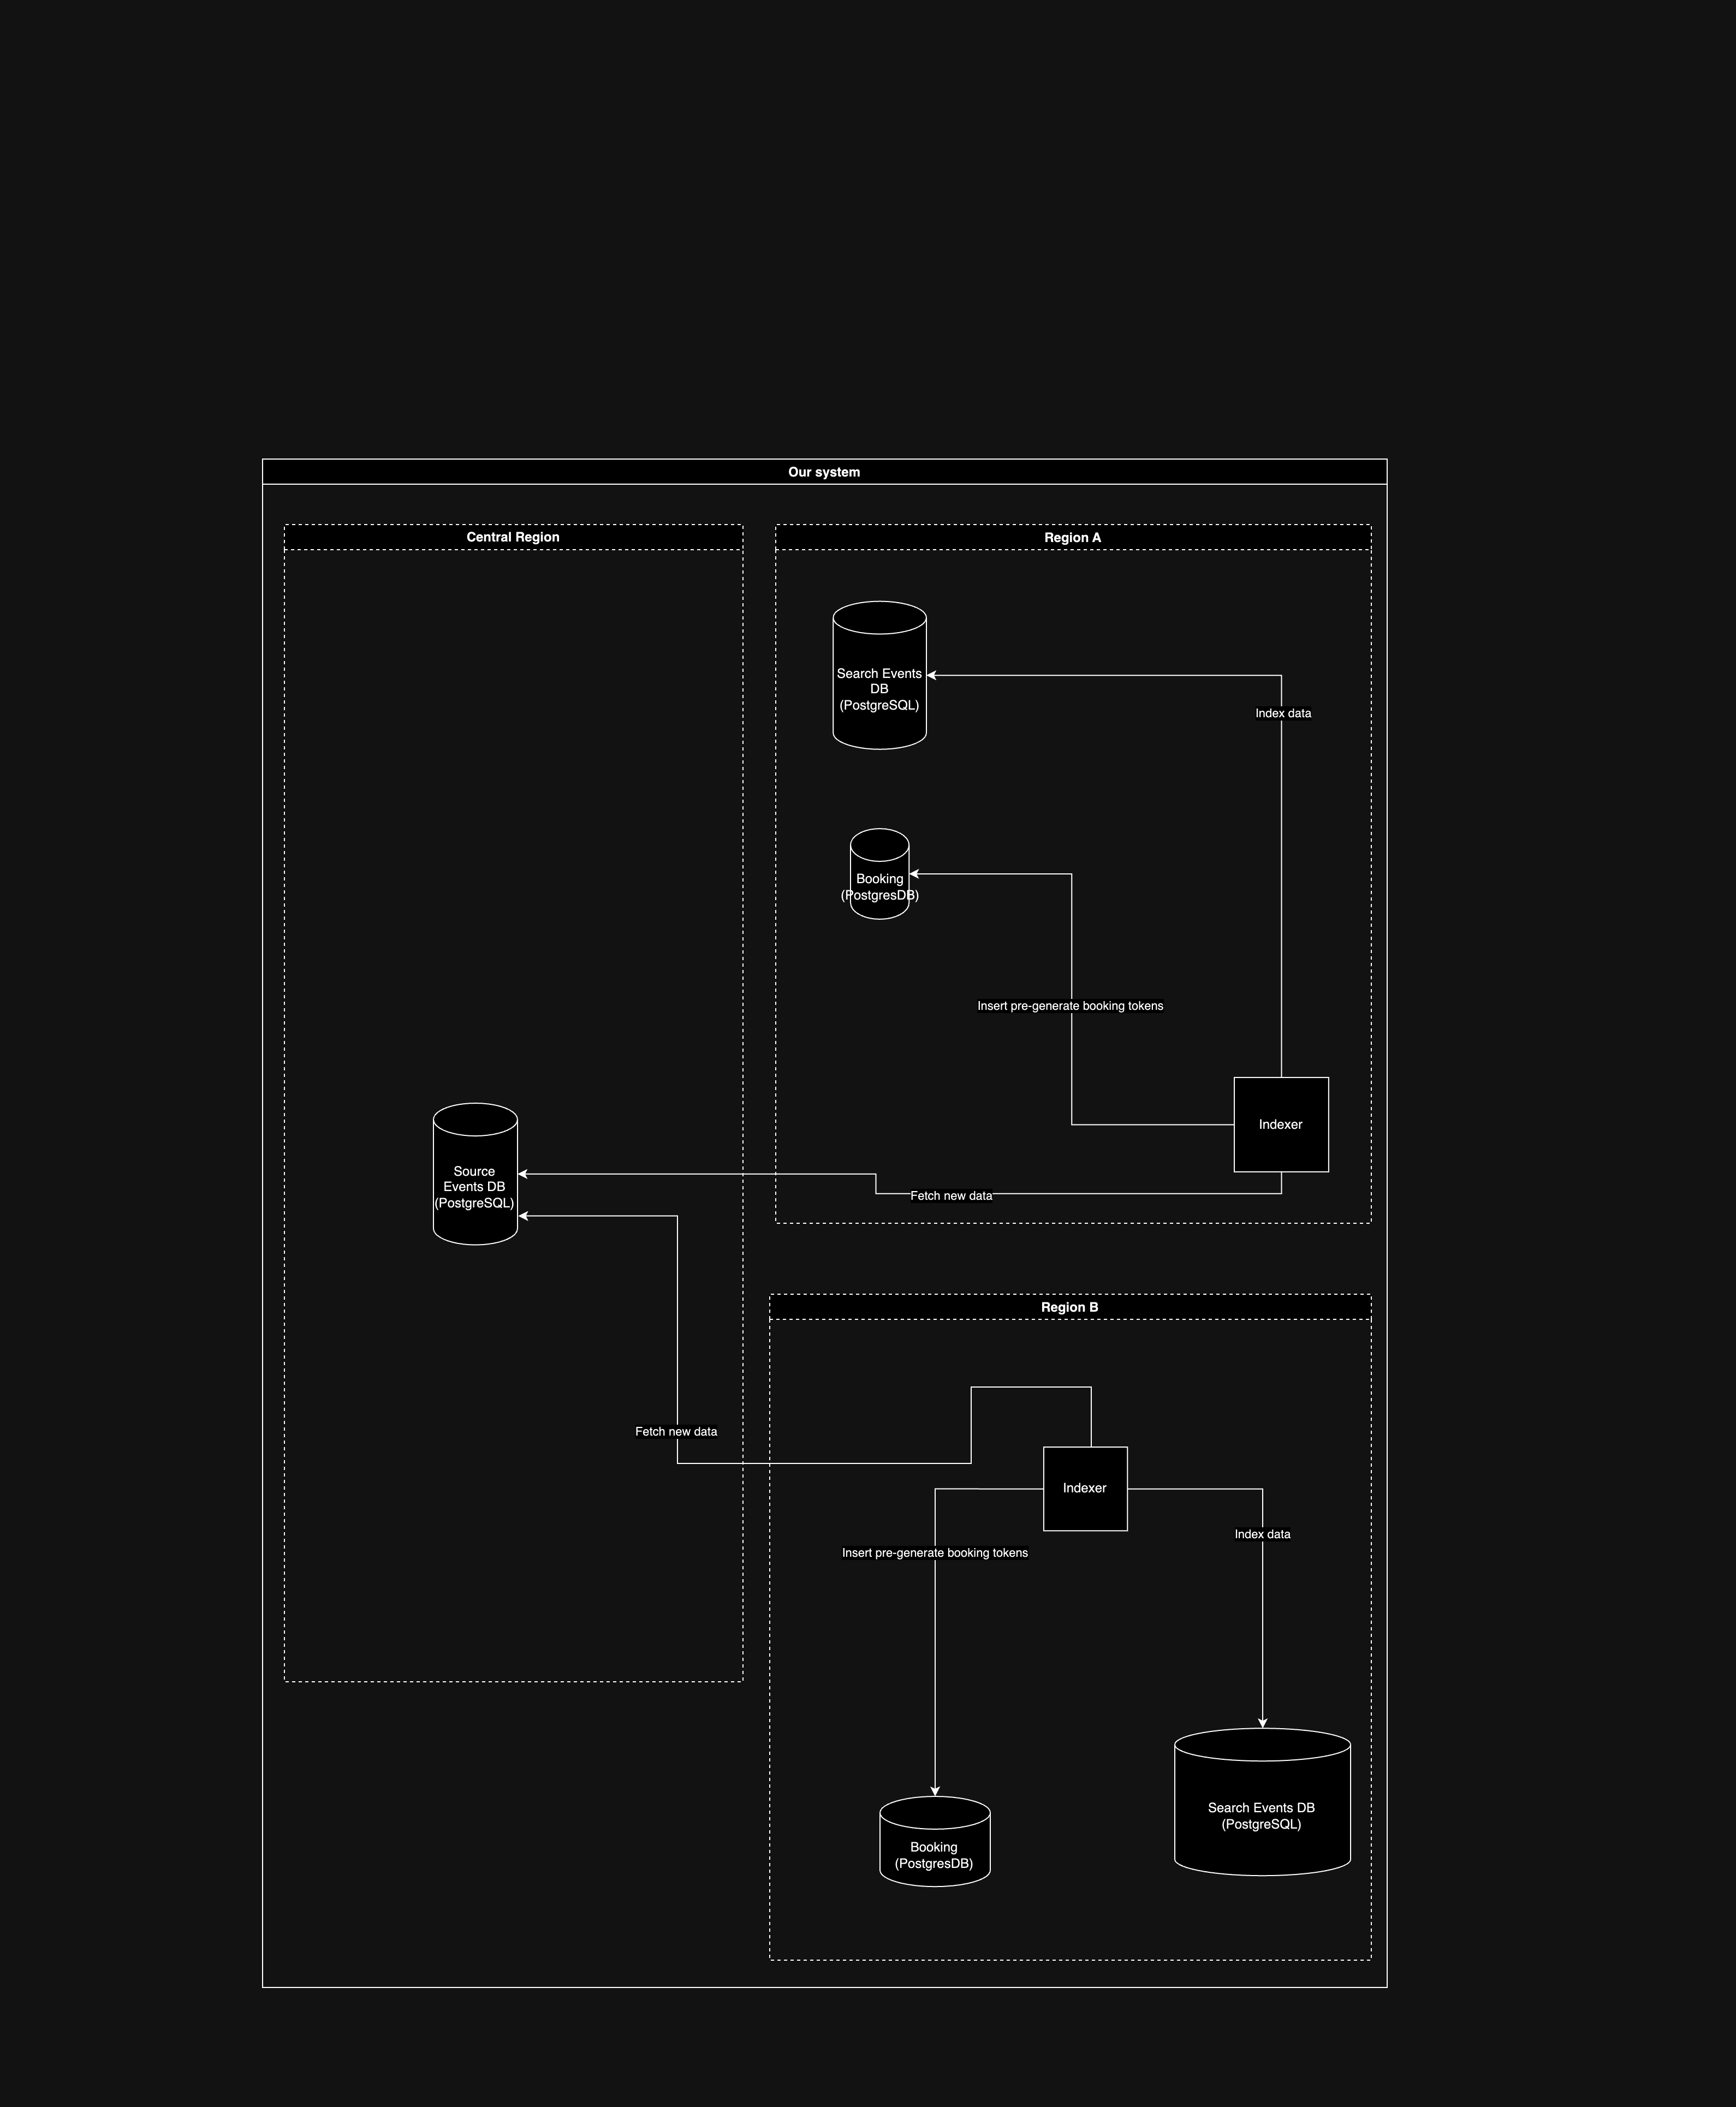 Our system
Central Region
Region A
Search Events
DB
(PostgreSQL)
Index data
Booking
(PostgresDB)
Insert pre-generate booking tokens
Indexer
Source
Events DB
(PostgreSQL)
Fetch new data
Region B
Fetch new data
Indexer
Insert pre-generate booking tokens
Index data
Search Events DB
(PostgreSQL)
Booking
(PostgresDB)